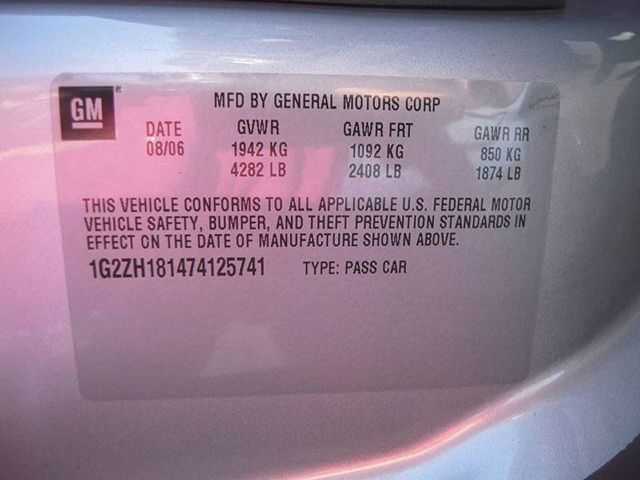 GM
MFD BY GENERAL MOTORS CORP
DATE GVWR GAWR FRT GAWR RR
08/06 1942 KG 1092 KG 850 KG
4282 LB 2408 LB 1874 LB
THIS VEHICLE CONFORMS TO ALL APPLICABLE U.S. FEDERAL MOTOR
VEHICLE SAFETY, BUMPER, AND THEFT PREVENTION STANDARDS IN
EFFECT ON THE DATE OF MANUFACTURE SHOWN ABOVE.
1G2ZH181474125741 TYPE: PASS CAR